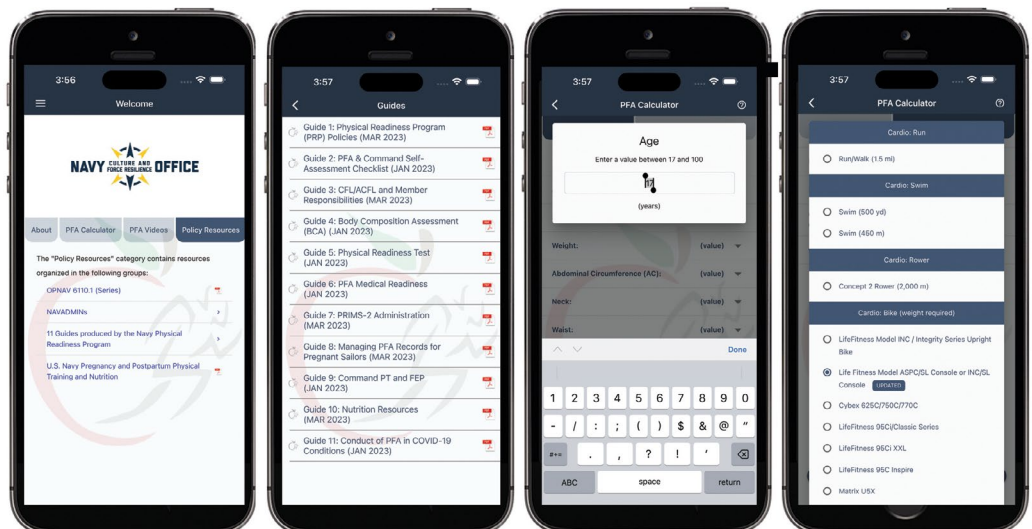 3:56
Welcome
NAVY CULTURE AND FORCE RESILIENCE OFFICE
About PFA Calculator PFA Videos Policy Resources
The "Policy Resources" category contains resources
organized in the following groups:
OPNAV 6110.1 (Series)
NAVADMINs
11 Guides produced by the Navy Physical
Readiness Program
U.S. Navy Pregnancy and Postpartum Physical
Training and Nutrition
3:57
Guides
Guide 1: Physical Readiness Program
(PRP) Policies (MAR 2023)
Guide 2: PFA & Command Self-
Assessment Checklist (JAN 2023)
Guide 3: CFL/ACFL and Member
Responsibilities (MAR 2023)
Guide 4: Body Composition Assessment
(BCA) (JAN 2023)
Guide 5: Physical Readiness Test
(JAN 2023)
Guide 6: PFA Medical Readiness
(JAN 2023)
Guide 7: PRIMS-2 Administration
(MAR 2023)
Guide 8: Managing PFA Records for
Pregnant Sailors (MAR 2023)
Guide 9: Command PT and FEP
(JAN 2023)
Guide 10: Nutrition Resources
(MAR 2023)
Guide 11: Conduct of PFA in COVID-19
Conditions (JAN 2023)
3:57
PFA Calculator
Age
Enter a value between 17 and 100
17
(years)
Weight: (value)
Abdominal Circumference (AC): (value)
Neck: (value)
Waist: (value)
Done
1 2 3 4 5 6 7 8 9 0
- / : ; ( ) $ & @ "
#+= . , ? ! '
ABC space return
3:57
PFA Calculator
Cardio: Run
Run/Walk (1.5 mi)
Cardio: Swim
Swim (500 yd)
Swim (450 m)
Cardio: Rower
Concept 2 Rower (2,000 m)
Cardio: Bike (weight required)
LifeFitness Model INC / Integrity Series Upright
Bike
Life Fitness Model ASPC/SL Console or INC/SL
Console UPDATED
Cybex 625C/750C/770C
LifeFitness 95Ci/Classic Series
LifeFitness 95Ci XXL
LifeFitness 95C Inspire
Matrix U5X